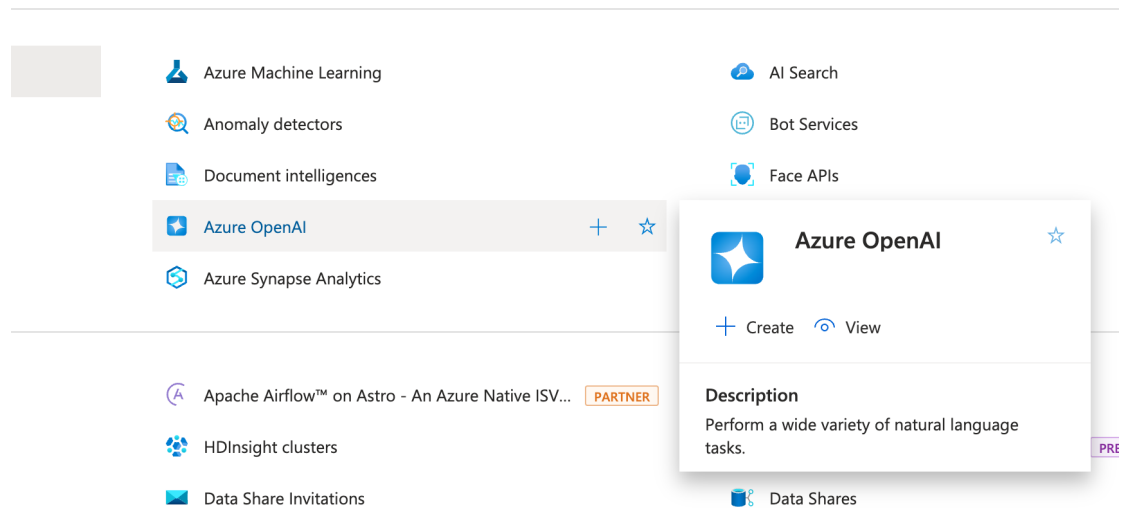 Azure Machine Learning
AI Search
Anomaly detectors
Bot Services
Document intelligences
Face APIs
Azure OpenAI
Azure Synapse Analytics
Azure OpenAI
Create View
Description
Perform a wide variety of natural language
tasks.
Apache Airflow™ on Astro - An Azure Native ISV... PARTNER
HDInsight clusters
PRE
Data Share Invitations
Data Shares